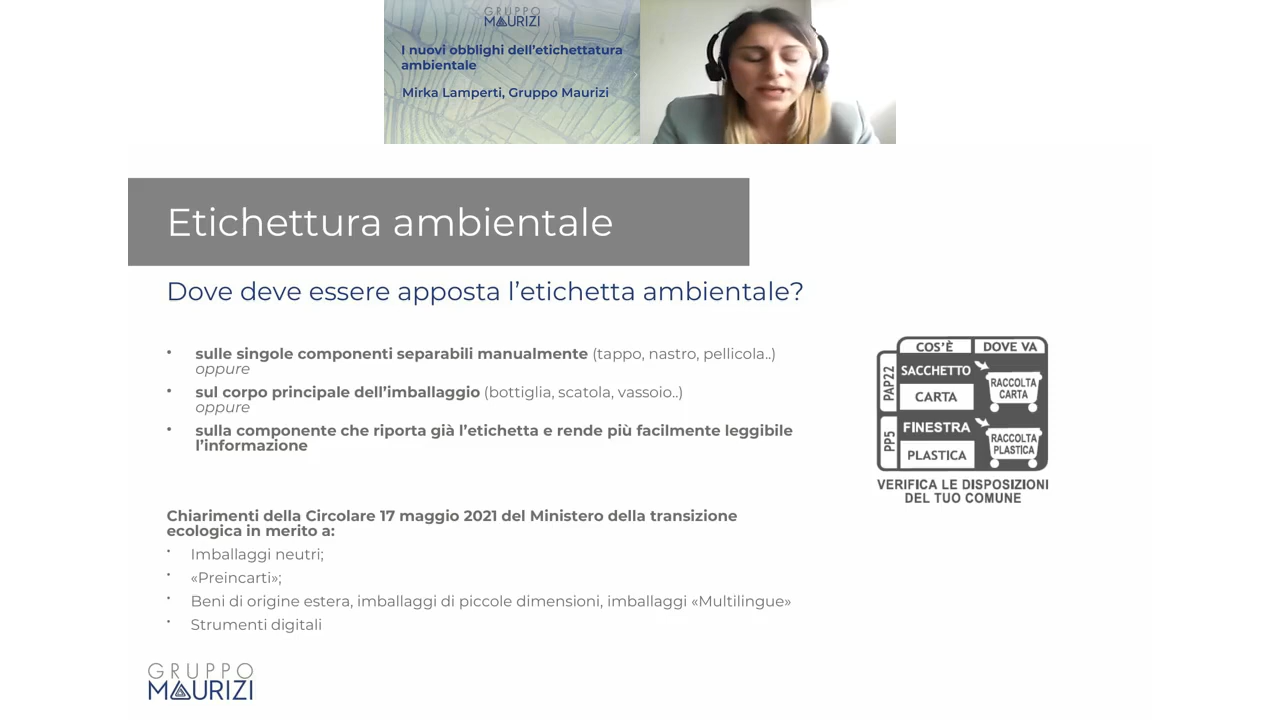 GRUPPO
MAURIZI
I nuovi obblighi dell'etichettatura
ambientale
Mirka Lamperti, Gruppo Maurizi
Etichettura ambientale
Dove deve essere apposta l'etichetta ambientale?
• sulle singole componenti separabili manualmente (tappo, nastro, pellicola..)
oppure
• sul corpo principale dell'imballaggio (bottiglia, scatola, vassoio..)
oppure
• sulla componente che riporta già l'etichetta e rende più facilmente leggibile
l'informazione
COS'È DOVE VA
PAP22
SACCHETTO
CARTA
RACCOLTA
CARTA
PP5
FINESTRA
PLASTICA
RACCOLTA
PLASTICA
VERIFICA LE DISPOSIZIONI
DEL TUO COMUNE
Chiarimenti della Circolare 17 maggio 2021 del Ministero della transizione
ecologica in merito a:
• Imballaggi neutri;
• «Preincarti»;
• Beni di origine estera, imballaggi di piccole dimensioni, imballaggi «Multilingue»
• Strumenti digitali
GRUPPO
MAURIZI